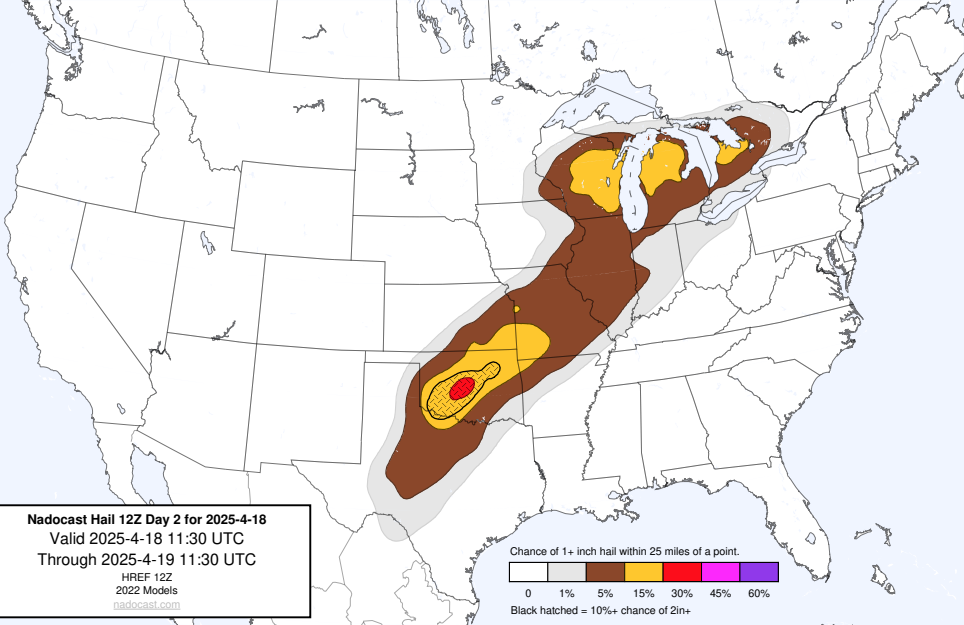 Nadocast Hail 12Z Day 2 for 2025-4-18
Valid 2025-4-18 11:30 UTC
Through 2025-4-19 11:30 UTC
HREF 12Z
2022 Models
nadocast.com
Chance of 1+ inch hail within 25 miles of a point.
0 1% 5% 15% 30% 45% 60%
Black hatched = 10%+ chance of 2in+